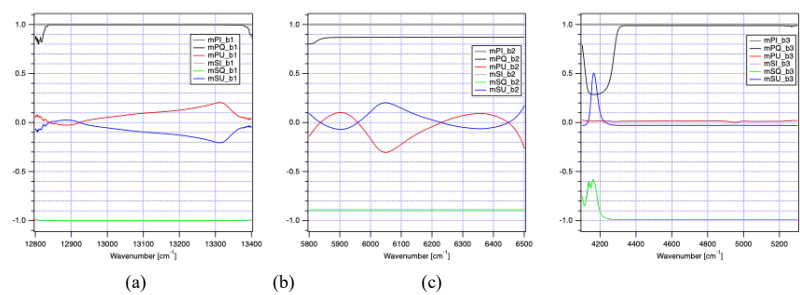 1.0
0.5
0.0
-0.5
-1.0
mPI_b1
mPQ_b1
mPU_b1
mSI_b1
mSQ_b1
mSU_b1
12800 12900 13000 13100 13200 13300 13400
Wavenumber [cm-1]
1.0
0.5
0.0
-0.5
-1.0
mPI_b2
mPQ_b2
mPU_b2
mSI_b2
mSQ_b2
mSU_b2
5800 5900 6000 6100 6200 6300 6400 6500
Wavenumber [cm-1]
1.0
0.5
0.0
-0.5
-1.0
mPI_b3
mPQ_b3
mPU_b3
mSI_b3
mSQ_b3
mSU_b3
4200 4400 4600 4800 5000 5200
Wavenumber [cm-1]
(a) (b) (c)